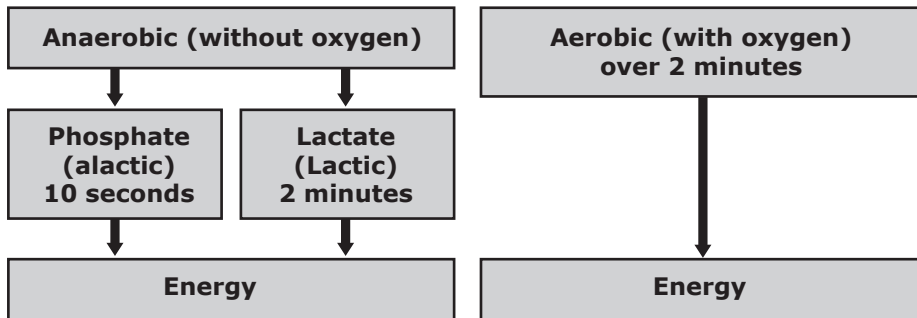 Anaerobic (without oxygen)
Phosphate
(alactic)
10 seconds
Lactate
(Lactic)
2 minutes
Energy
Aerobic (with oxygen)
over 2 minutes
Energy